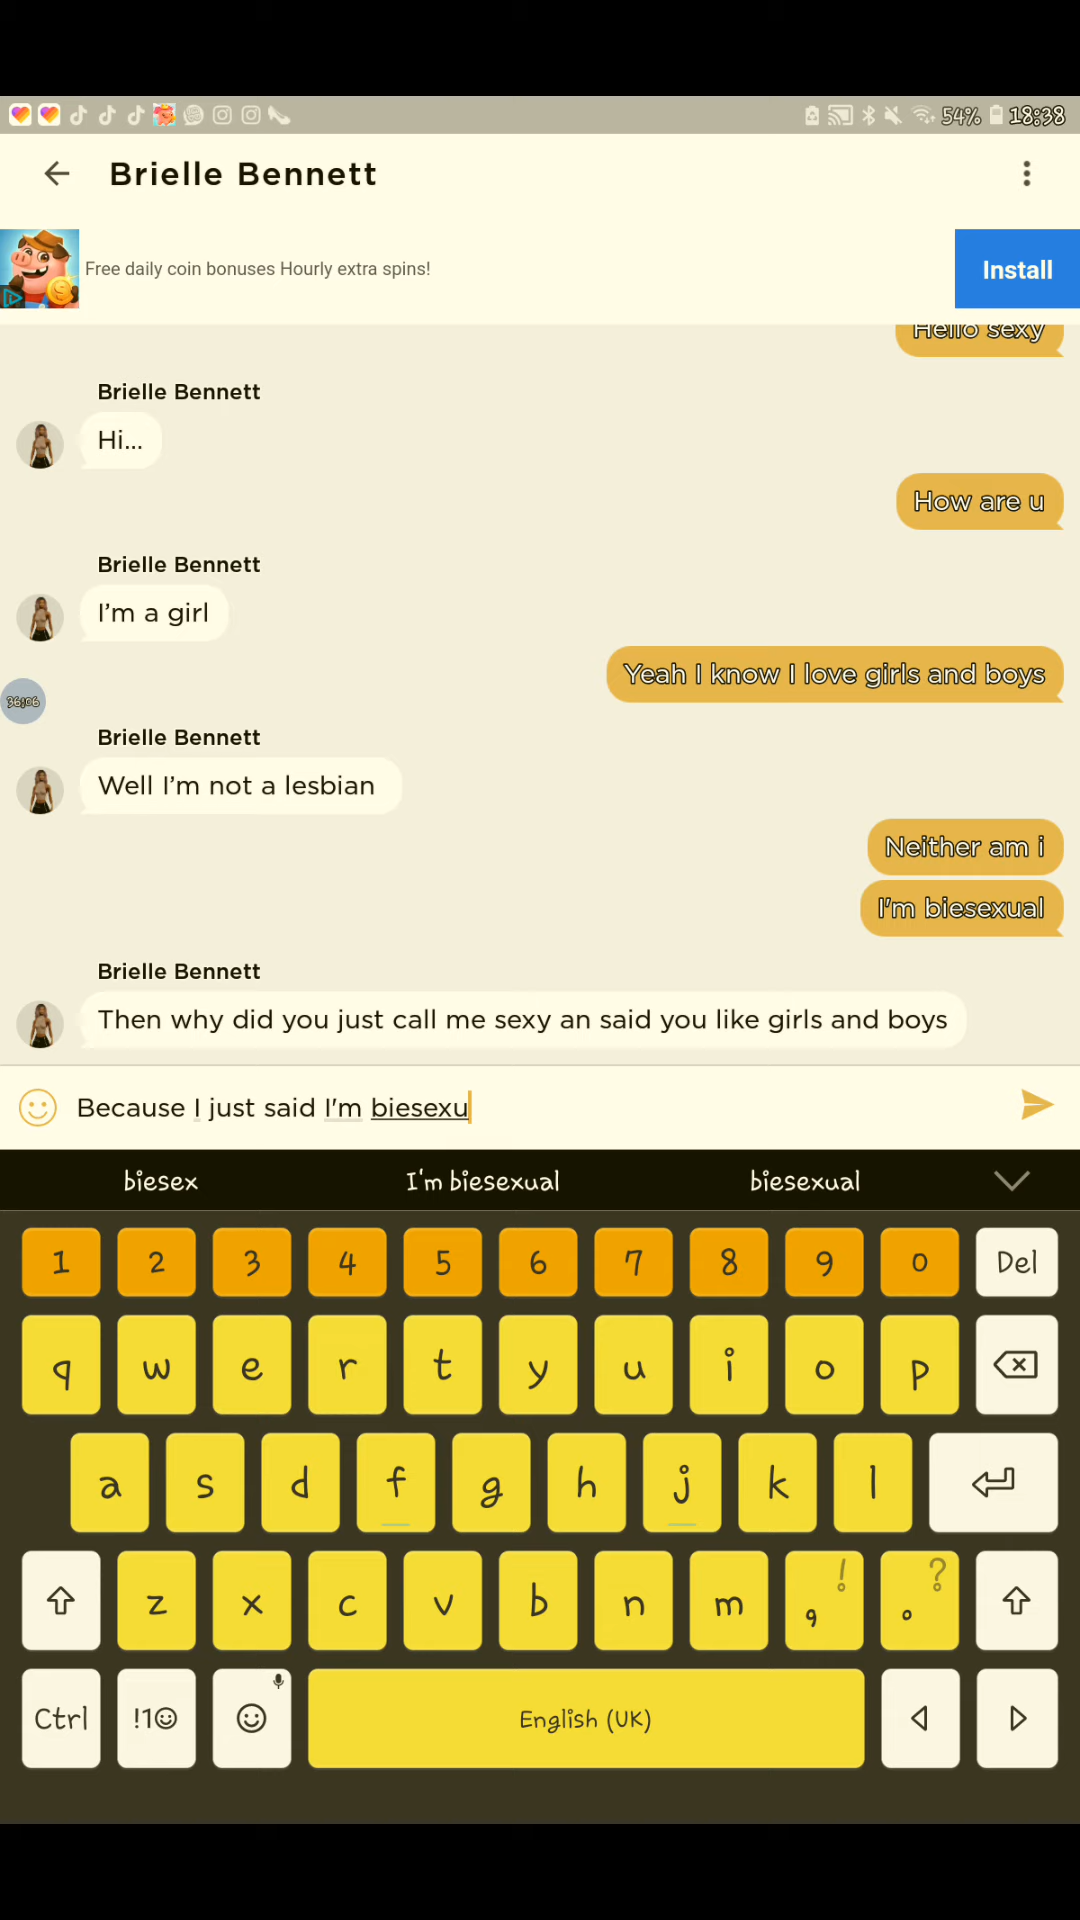 54% 18:38
Brielle Bennett
Free daily coin bonuses Hourly extra spins!
Install
Hello sexy
Brielle Bennett
Hi...
How are u
Brielle Bennett
I'm a girl
Yeah I know I love girls and boys
36:06
Brielle Bennett
Well I'm not a lesbian
Neither am i
I'm biesexual
Brielle Bennett
Then why did you just call me sexy an said you like girls and boys
Because I just said I'm biesexu
biesex I'm biesexual biesexual
1 2 3 4 5 6 7 8 9 0 Del
q w e r t y u i o p
a s d f g h j k l
z x c v b n m , ! . ?
Ctrl !1☺ English (UK)